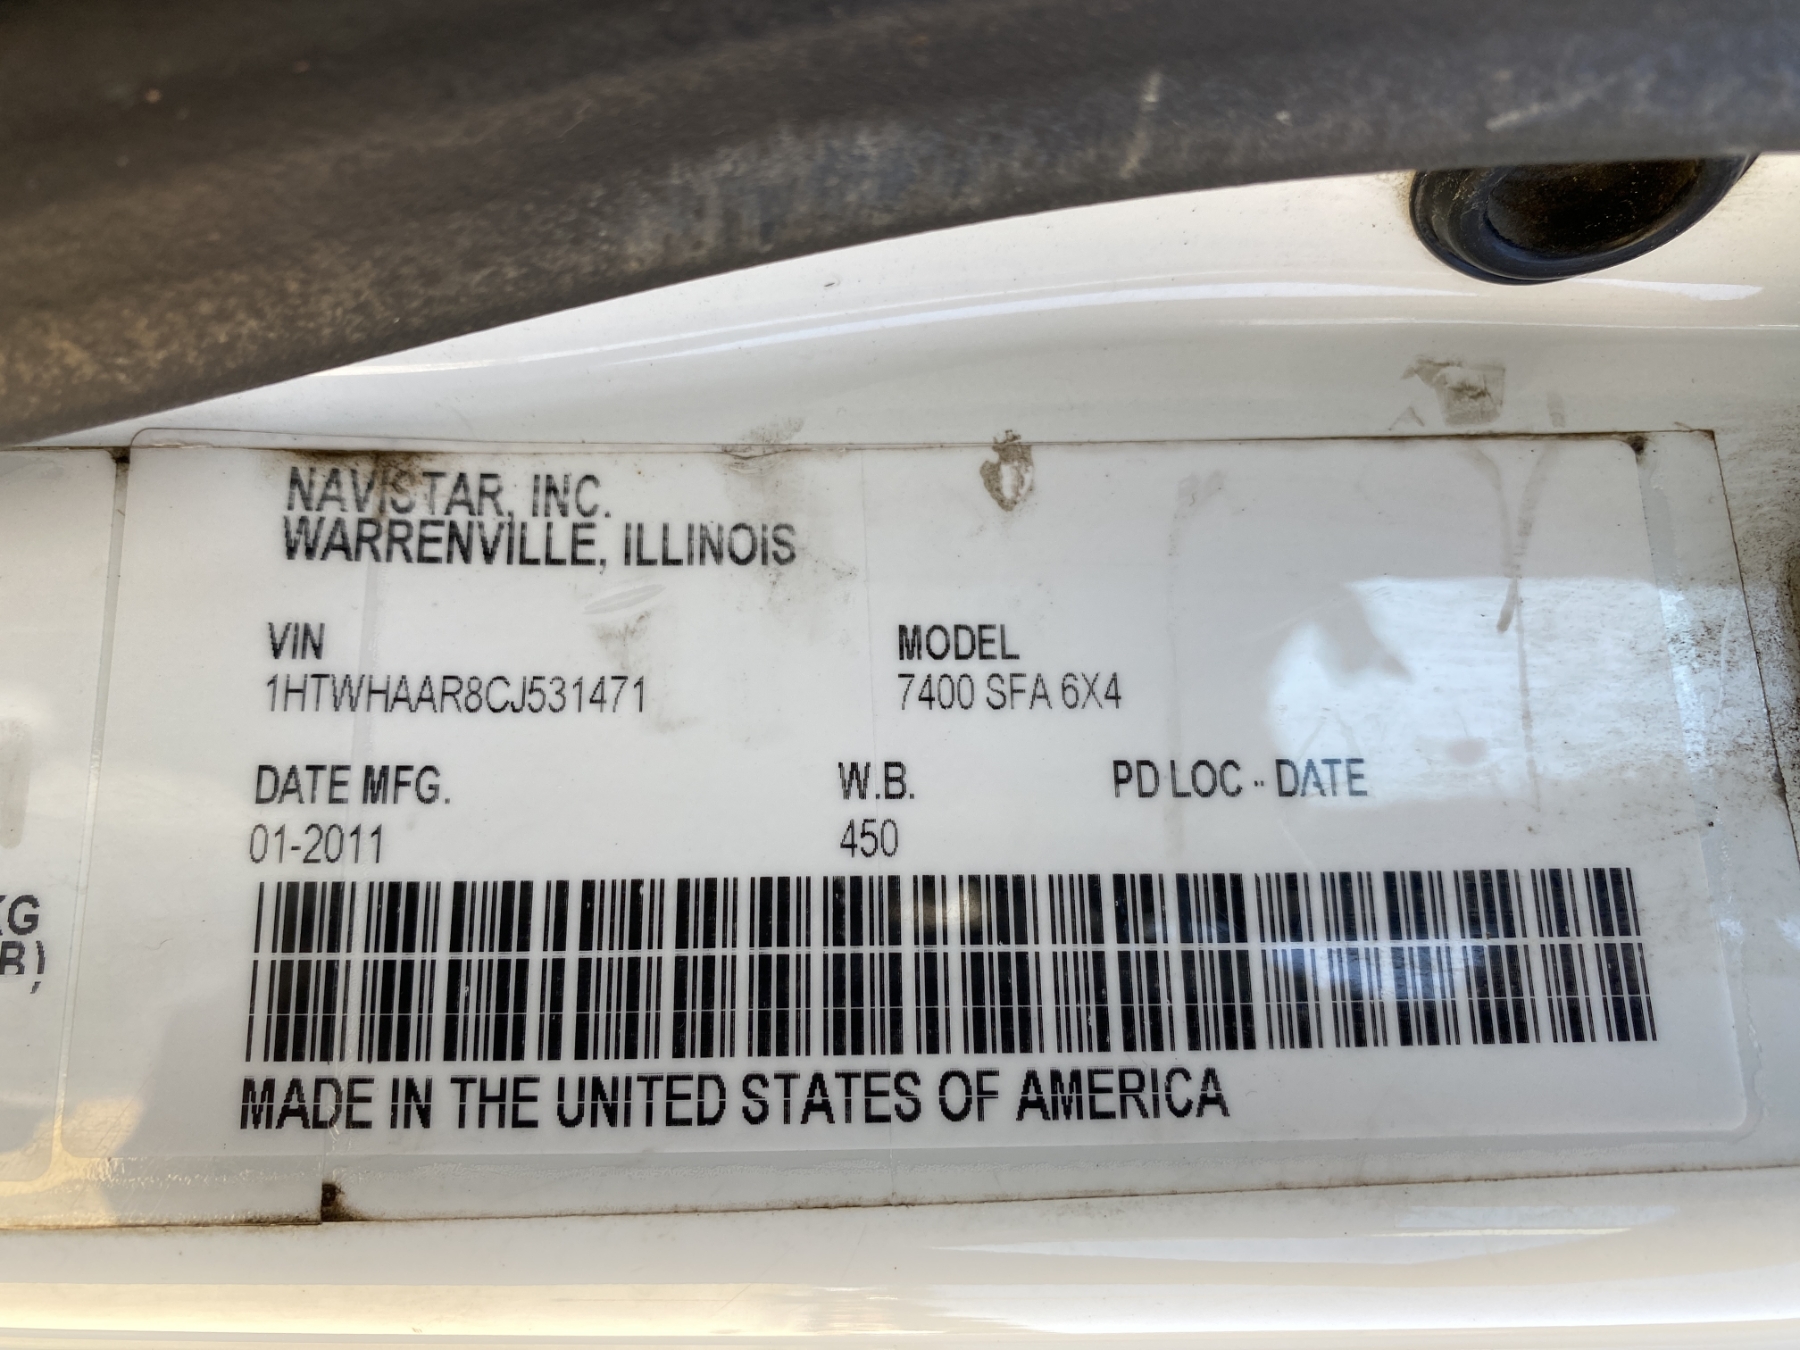 NAVISTAR, INC.
WARRENVILLE, ILLINOIS
VIN MODEL
1HTWHAAR8CJ531471 7400 SFA 6X4
DATE MFG. W.B. PD LOC - DATE
01-2011 450
KG
B)
MADE IN THE UNITED STATES OF AMERICA